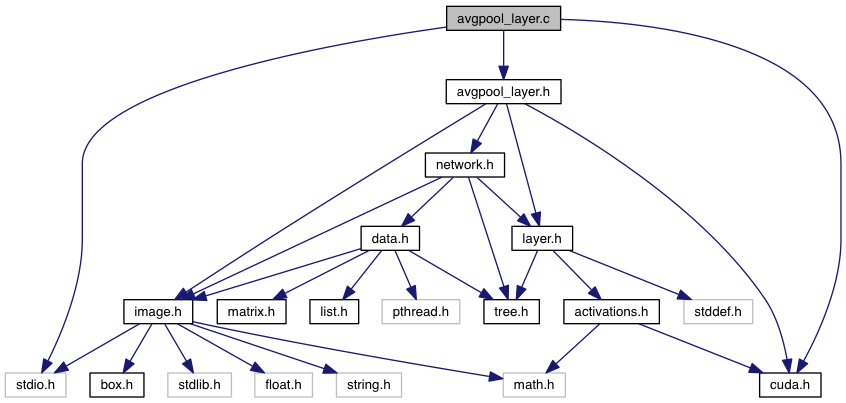 avgpool_layer.c
avgpool_layer.h
network.h
data.h
layer.h
image.h
matrix.h
list.h
pthread.h
tree.h
activations.h
stddef.h
stdio.h
box.h
stdlib.h
float.h
string.h
math.h
cuda.h